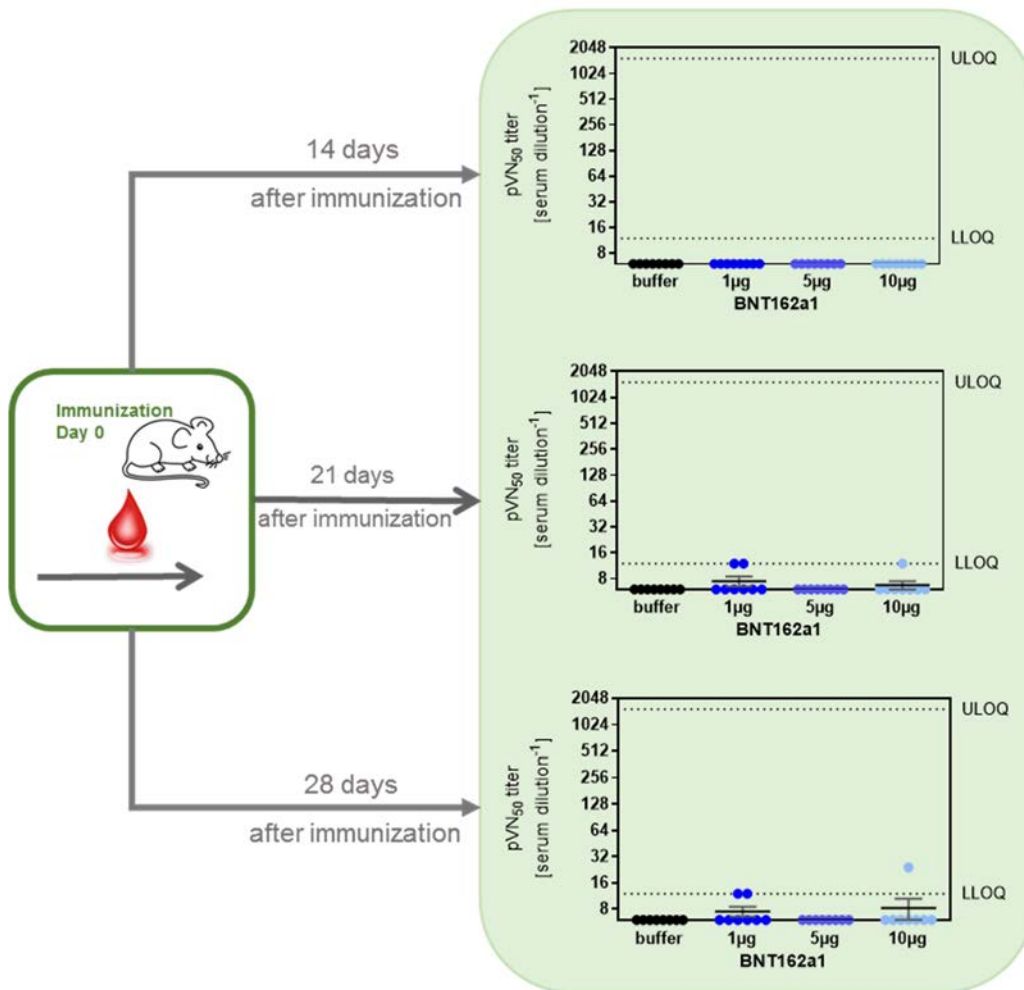 Immunization
Day 0
14 days
after immunization
21 days
after immunization
28 days
after immunization
pVN₅₀ titer
[serum dilution⁻¹]
2048
1024
512
256
128
64
32
16
8
ULOQ
LLOQ
buffer 1µg 5µg 10µg
BNT162a1
pVN₅₀ titer
[serum dilution⁻¹]
2048
1024
512
256
128
64
32
16
8
ULOQ
LLOQ
buffer 1µg 5µg 10µg
BNT162a1
pVN₅₀ titer
[serum dilution⁻¹]
2048
1024
512
256
128
64
32
16
8
ULOQ
LLOQ
buffer 1µg 5µg 10µg
BNT162a1